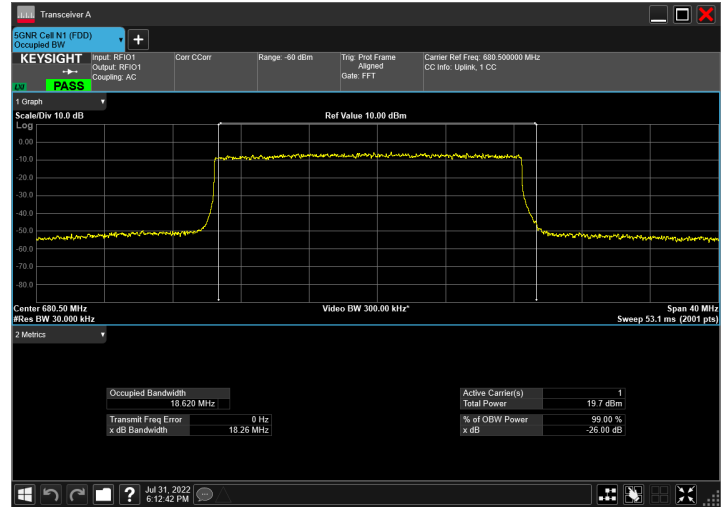 Transceiver A
5GNR Cell N1 (FDD)
Occupied BW
KEYSIGHT
LXI
PASS
Input: RFIO1
Output: RFIO1
Coupling: AC
Corr CCorr
Range: -60 dBm
Trig: Prot Frame
Aligned
Gate: FFT
Carrier Ref Freq: 680.500000 MHz
CC Info: Uplink, 1 CC
1 Graph
Scale/Div 10.0 dB
Ref Value 10.00 dBm
Log
0.00
-10.0
-20.0
-30.0
-40.0
-50.0
-60.0
-70.0
-80.0
Center 680.50 MHz
Video BW 300.00 kHz*
Span 40 MHz
#Res BW 30.000 kHz
Sweep 53.1 ms (2001 pts)
2 Metrics
Occupied Bandwidth
18.620 MHz
Transmit Freq Error 0 Hz
x dB Bandwidth 18.26 MHz
Active Carrier(s) 1
Total Power 19.7 dBm
% of OBW Power 99.00 %
x dB -26.00 dB
?
Jul 31, 2022
6:12:42 PM